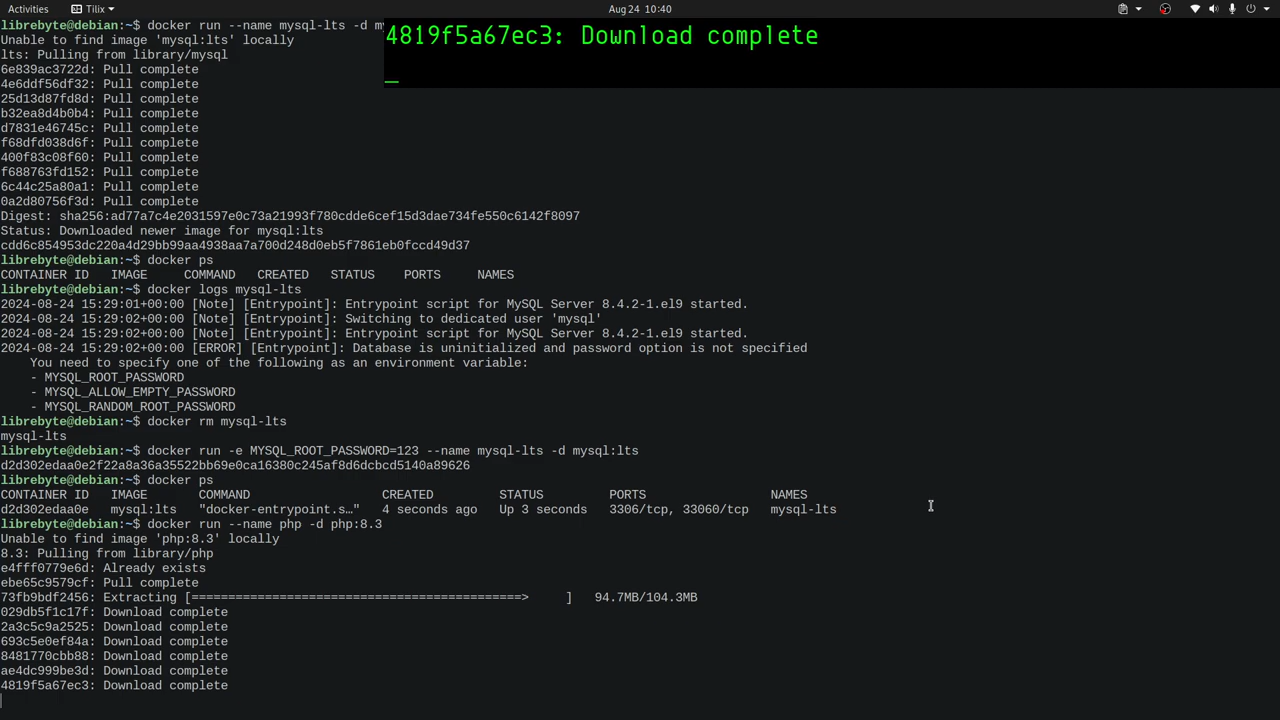 Activities Tilix Aug 24 10:40
librebyte@debian:~$ docker run --name mysql-lts -d
4819f5a67ec3: Download complete
Unable to find image 'mysql:lts' locally
lts: Pulling from library/mysql
6e839ac3722d: Pull complete
4e6ddf56df32: Pull complete
25d13d87fd8d: Pull complete
b32ea8d4b0b4: Pull complete
d7831e46745c: Pull complete
f68dfd038d6f: Pull complete
400f83c08f60: Pull complete
f688763fd152: Pull complete
6c44c25a80a1: Pull complete
0a2d80756f3d: Pull complete
Digest: sha256:ad77a7c4e2031597e0c73a21993f780cdde6cef15d3dae734fe550c6142f8097
Status: Downloaded newer image for mysql:lts
cdd6c854953dc220a4d29bb99aa4938aa7a700d248d0eb5f7861eb0fccd49d37
librebyte@debian:~$ docker ps
CONTAINER ID IMAGE COMMAND CREATED STATUS PORTS NAMES
librebyte@debian:~$ docker logs mysql-lts
2024-08-24 15:29:01+00:00 [Note] [Entrypoint]: Entrypoint script for MySQL Server 8.4.2-1.el9 started.
2024-08-24 15:29:02+00:00 [Note] [Entrypoint]: Switching to dedicated user 'mysql'
2024-08-24 15:29:02+00:00 [Note] [Entrypoint]: Entrypoint script for MySQL Server 8.4.2-1.el9 started.
2024-08-24 15:29:02+00:00 [ERROR] [Entrypoint]: Database is uninitialized and password option is not specified
You need to specify one of the following as an environment variable:
- MYSQL_ROOT_PASSWORD
- MYSQL_ALLOW_EMPTY_PASSWORD
- MYSQL_RANDOM_ROOT_PASSWORD
librebyte@debian:~$ docker rm mysql-lts
mysql-lts
librebyte@debian:~$ docker run -e MYSQL_ROOT_PASSWORD=123 --name mysql-lts -d mysql:lts
d2d302edaa0e2f22a8a36a35522bb69e0ca16380c245af8d6dcbcd5140a89626
librebyte@debian:~$ docker ps
CONTAINER ID IMAGE COMMAND CREATED STATUS PORTS NAMES
d2d302edaa0e mysql:lts "docker-entrypoint.s…" 4 seconds ago Up 3 seconds 3306/tcp, 33060/tcp mysql-lts
librebyte@debian:~$ docker run --name php -d php:8.3
Unable to find image 'php:8.3' locally
8.3: Pulling from library/php
e4fff0779e6d: Already exists
ebe65c9579cf: Pull complete
73fb9bdf2456: Extracting [=============================================> ] 94.7MB/104.3MB
029db5f1c17f: Download complete
2a3c5c9a2525: Download complete
693c5e0ef84a: Download complete
8481770cbb88: Download complete
ae4dc999be3d: Download complete
4819f5a67ec3: Download complete